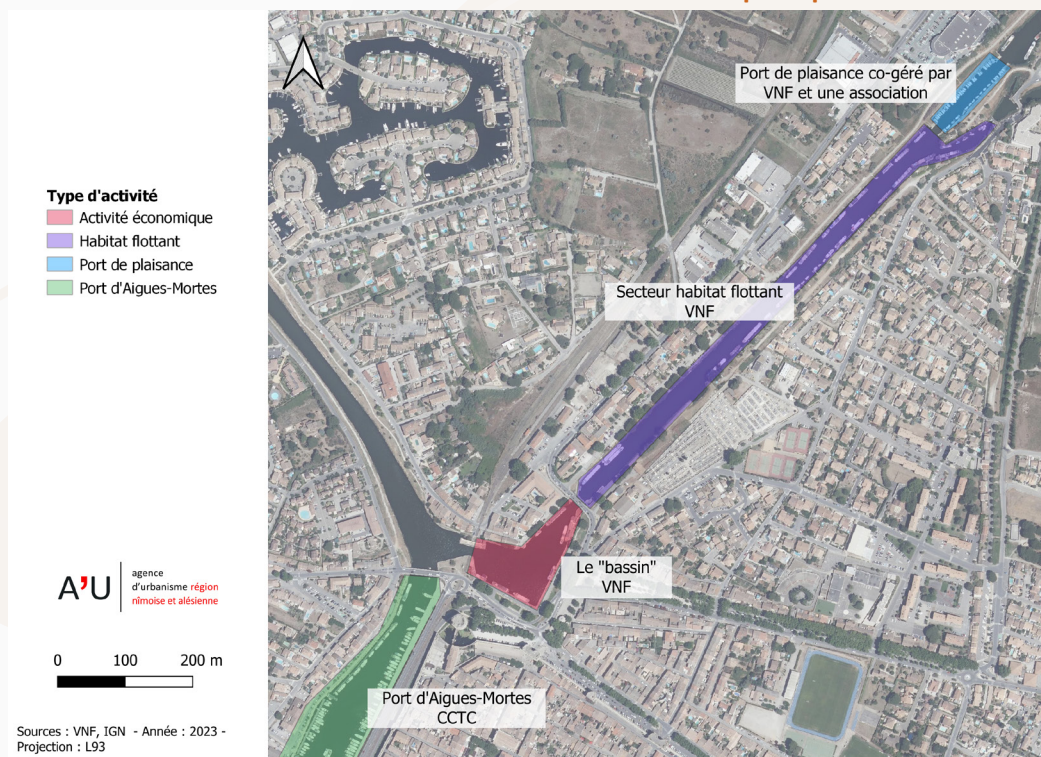 Port de plaisance co-géré par
VNF et une association
Type d'activité
Activité économique
Habitat flottant
Port de plaisance
Port d'Aigues-Mortes
Secteur habitat flottant
VNF
Le "bassin"
VNF
A'U
agence
d'urbanisme région
nîmoise et alésienne
0 100 200 m
Port d'Aigues-Mortes
CCTC
Sources : VNF, IGN - Année : 2023 -
Projection : L93